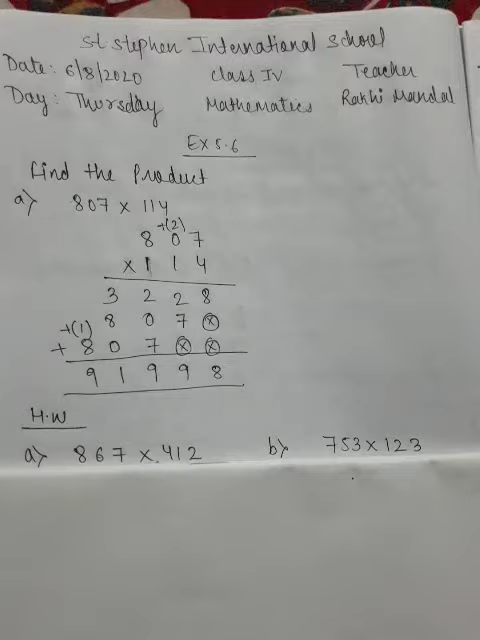 St Stephen International School
Date: 6/8/2020 Class IV Teacher
Day: Thursday Mathematics Rakhi Mandal
EX 5.6
Find the Product
a) 807 x 114
+(2)
8 0 7
x 1 1 4
3 2 2 8
+(1) 8 0 7 ⓧ
+ 8 0 7 ⓧ ⓧ
9 1 9 9 8
H.W
a) 867 x 412 b) 753 x 123